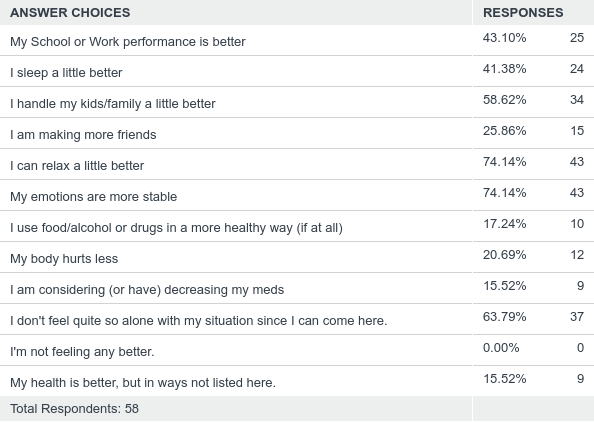 ANSWER CHOICES RESPONSES
My School or Work performance is better 43.10% 25
I sleep a little better 41.38% 24
I handle my kids/family a little better 58.62% 34
I am making more friends 25.86% 15
I can relax a little better 74.14% 43
My emotions are more stable 74.14% 43
I use food/alcohol or drugs in a more healthy way (if at all) 17.24% 10
My body hurts less 20.69% 12
I am considering (or have) decreasing my meds 15.52% 9
I don't feel quite so alone with my situation since I can come here. 63.79% 37
I'm not feeling any better. 0.00% 0
My health is better, but in ways not listed here. 15.52% 9
Total Respondents: 58